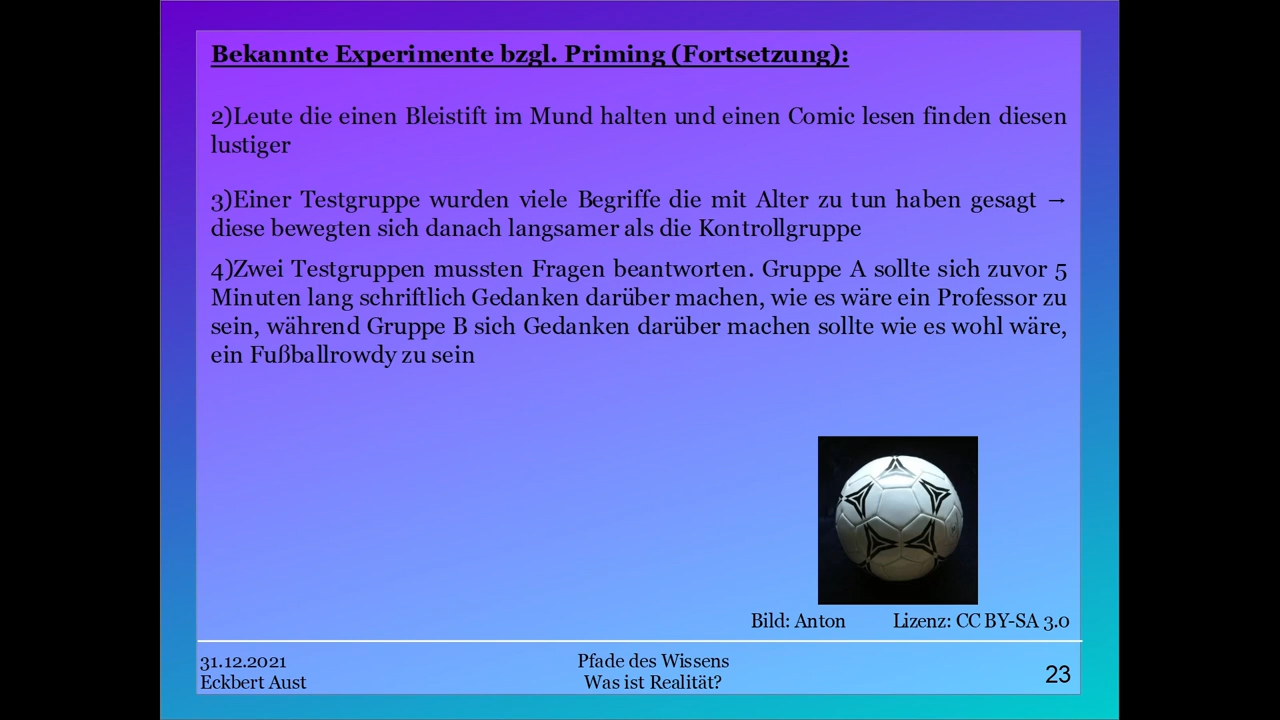 Bekannte Experimente bzgl. Priming (Fortsetzung):
2)Leute die einen Bleistift im Mund halten und einen Comic lesen finden diesen
lustiger
3)Einer Testgruppe wurden viele Begriffe die mit Alter zu tun haben gesagt →
diese bewegten sich danach langsamer als die Kontrollgruppe
4)Zwei Testgruppen mussten Fragen beantworten. Gruppe A sollte sich zuvor 5
Minuten lang schriftlich Gedanken darüber machen, wie es wäre ein Professor zu
sein, während Gruppe B sich Gedanken darüber machen sollte wie es wohl wäre,
ein Fußballrowdy zu sein
Bild: Anton Lizenz: CC BY-SA 3.0
31.12.2021 Pfade des Wissens
Eckbert Aust Was ist Realität? 23